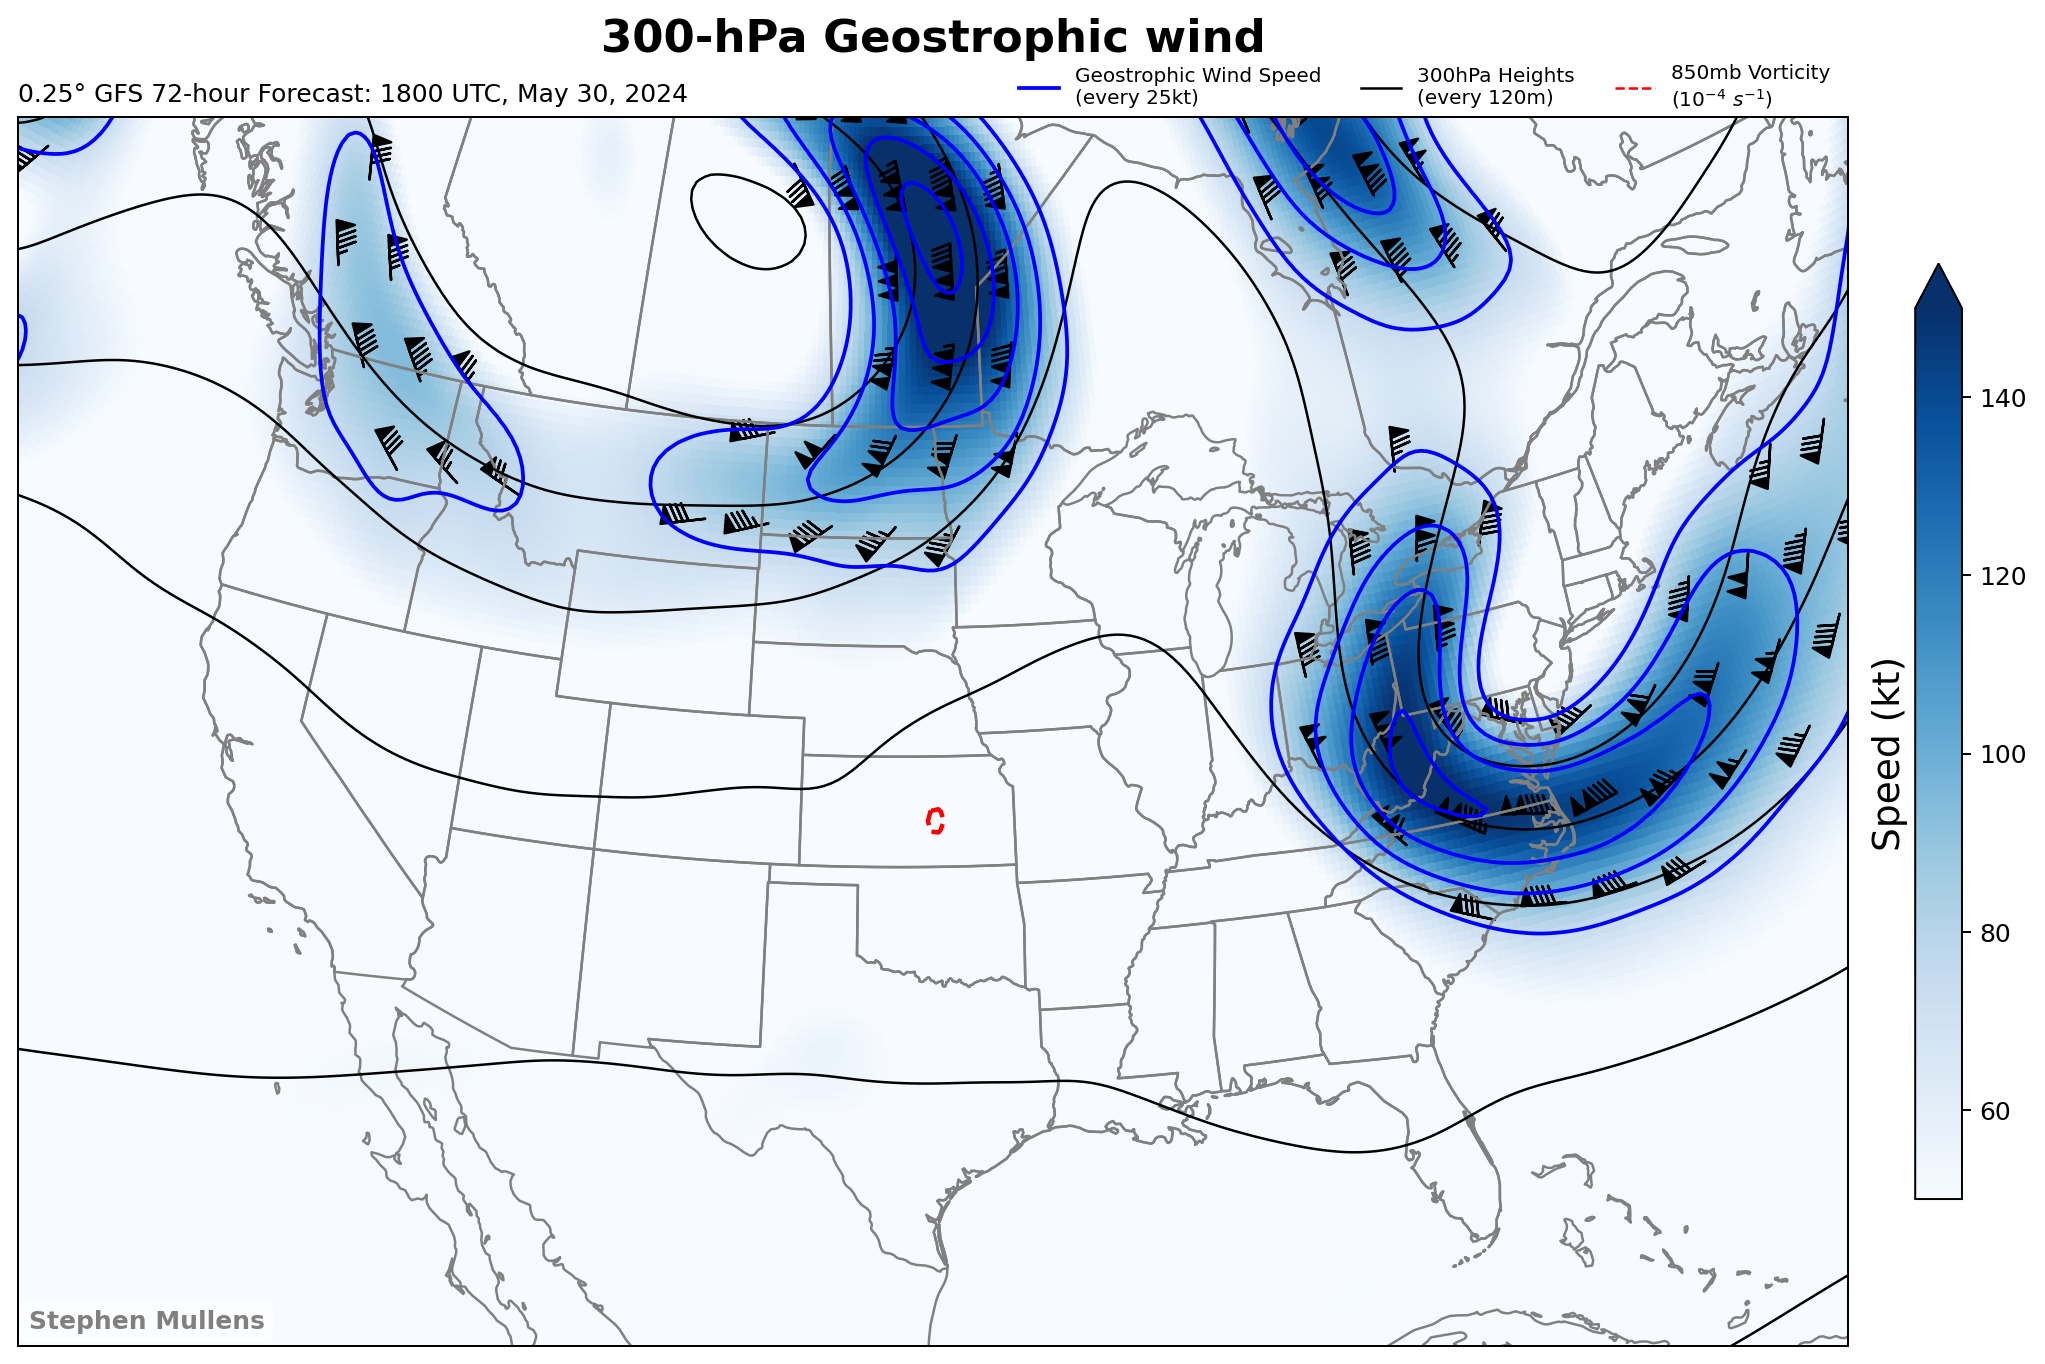 300-hPa Geostrophic wind
0.25° GFS 72-hour Forecast: 1800 UTC, May 30, 2024
Geostrophic Wind Speed
(every 25kt)
300hPa Heights
(every 120m)
850mb Vorticity
(10⁻⁴ s⁻¹)
140
120
100
80
60
Speed (kt)
Stephen Mullens